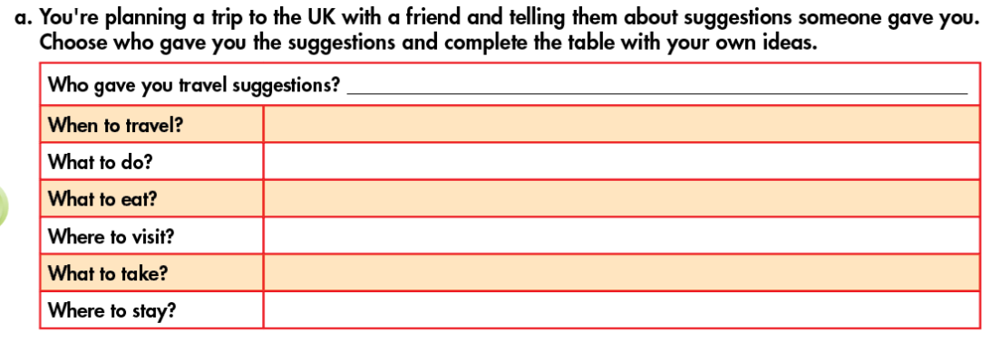 a. You're planning a trip to the UK with a friend and telling them about suggestions someone gave you.
Choose who gave you the suggestions and complete the table with your own ideas.
Who gave you travel suggestions?
When to travel?
What to do?
What to eat?
Where to visit?
What to take?
Where to stay?